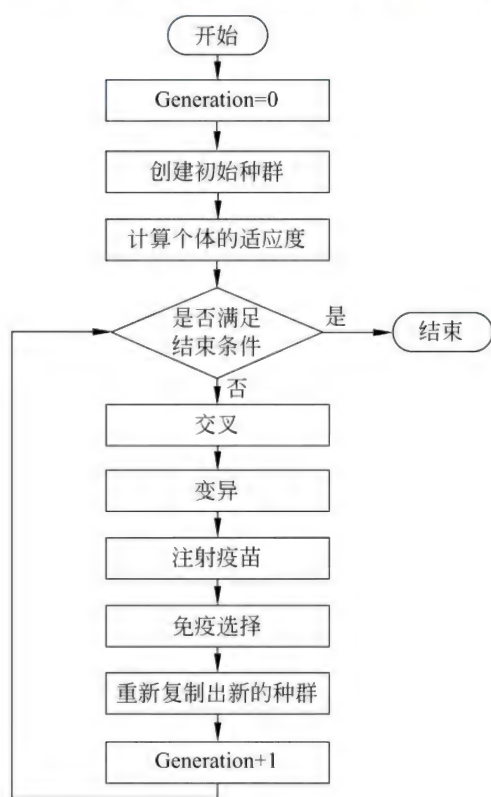 开始
Generation=0
创建初始种群
计算个体的适应度
是否满足
结束条件
是
结束
否
交叉
变异
注射疫苗
免疫选择
重新复制出新的种群
Generation+1